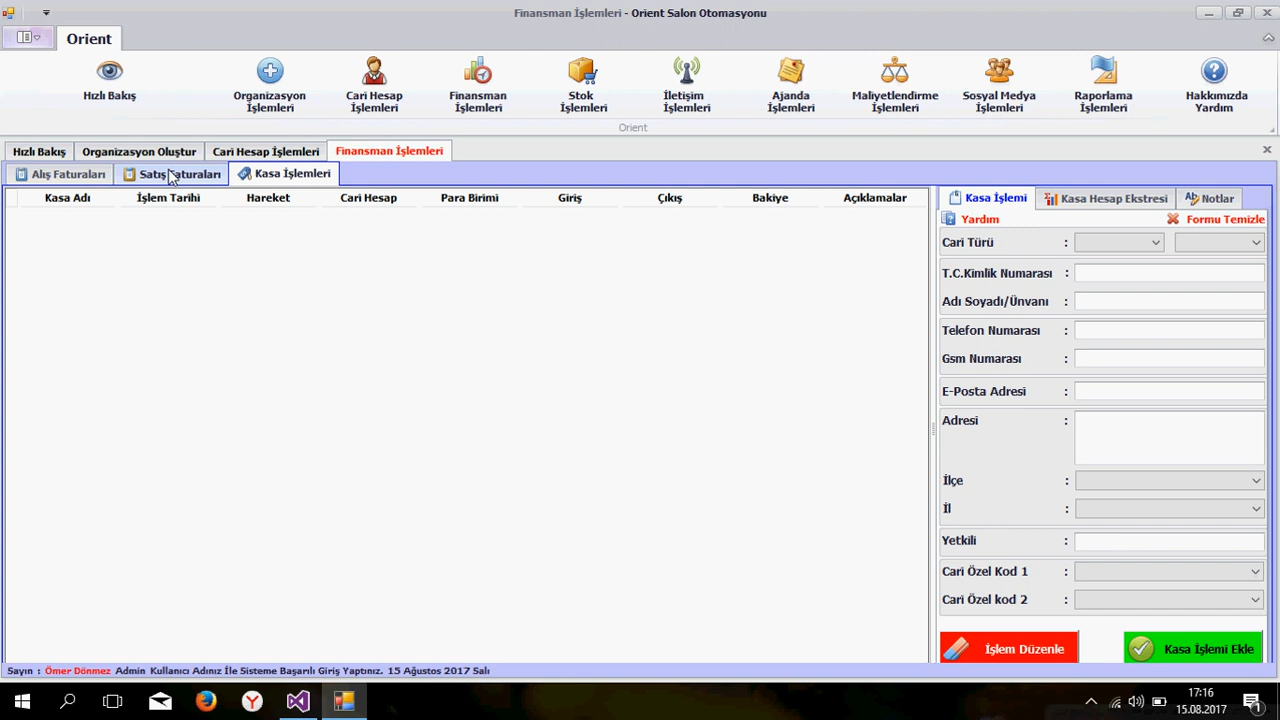 Finansman İşlemleri - Orient Salon Otomasyonu
Orient
Hızlı Bakış
Organizasyon İşlemleri
Cari Hesap İşlemleri
Finansman İşlemleri
Stok İşlemleri
İletişim İşlemleri
Ajanda İşlemleri
Maliyetlendirme İşlemleri
Sosyal Medya İşlemleri
Raporlama İşlemleri
Hakkımızda Yardım
Orient
Hızlı Bakış Organizasyon Oluştur Cari Hesap İşlemleri Finansman İşlemleri
Alış Faturaları Satış Faturaları Kasa İşlemleri
Kasa Adı İşlem Tarihi Hareket Cari Hesap Para Birimi Giriş Çıkış Bakiye Açıklamalar
Kasa İşlemi Kasa Hesap Ekstresi Notlar
Yardım Formu Temizle
Cari Türü :
T.C.Kimlik Numarası :
Adı Soyadı/Ünvanı :
Telefon Numarası :
Gsm Numarası :
E-Posta Adresi :
Adresi :
İlçe :
İl :
Yetkili :
Cari Özel Kod 1 :
Cari Özel kod 2 :
İşlem Düzenle Kasa İşlemi Ekle
Sayın : Ömer Dönmez Admin Kullanıcı Adınız İle Sisteme Başarılı Giriş Yaptınız. 15 Ağustos 2017 Salı
17:16
15.08.2017
1